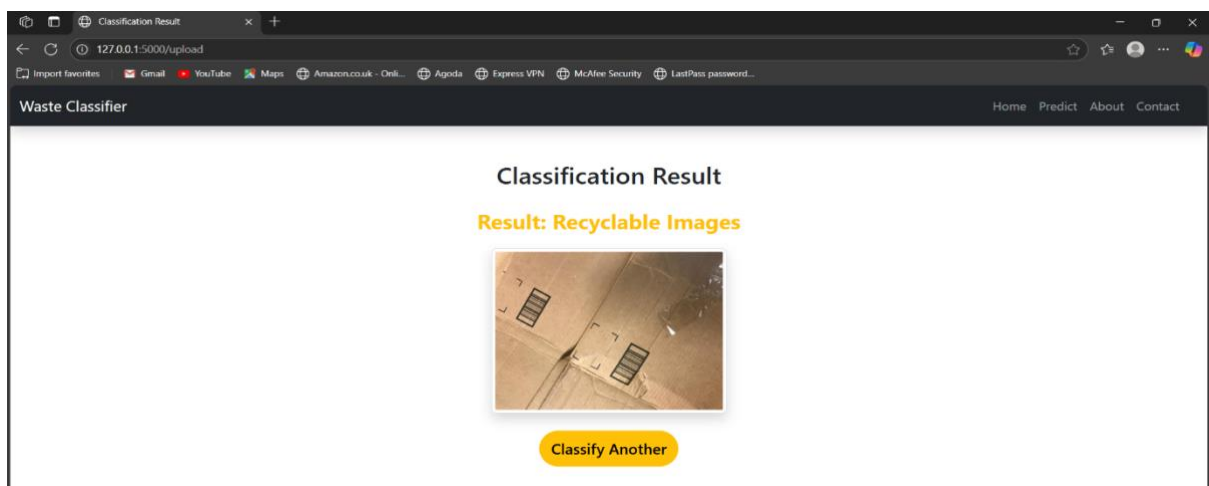 Classification Result
127.0.0.1:5000/upload
Import favorites Gmail YouTube Maps Amazon.co.uk - Onli... Agoda Express VPN McAfee Security LastPass password...
Waste Classifier Home Predict About Contact
Classification Result
Result: Recyclable Images
Classify Another